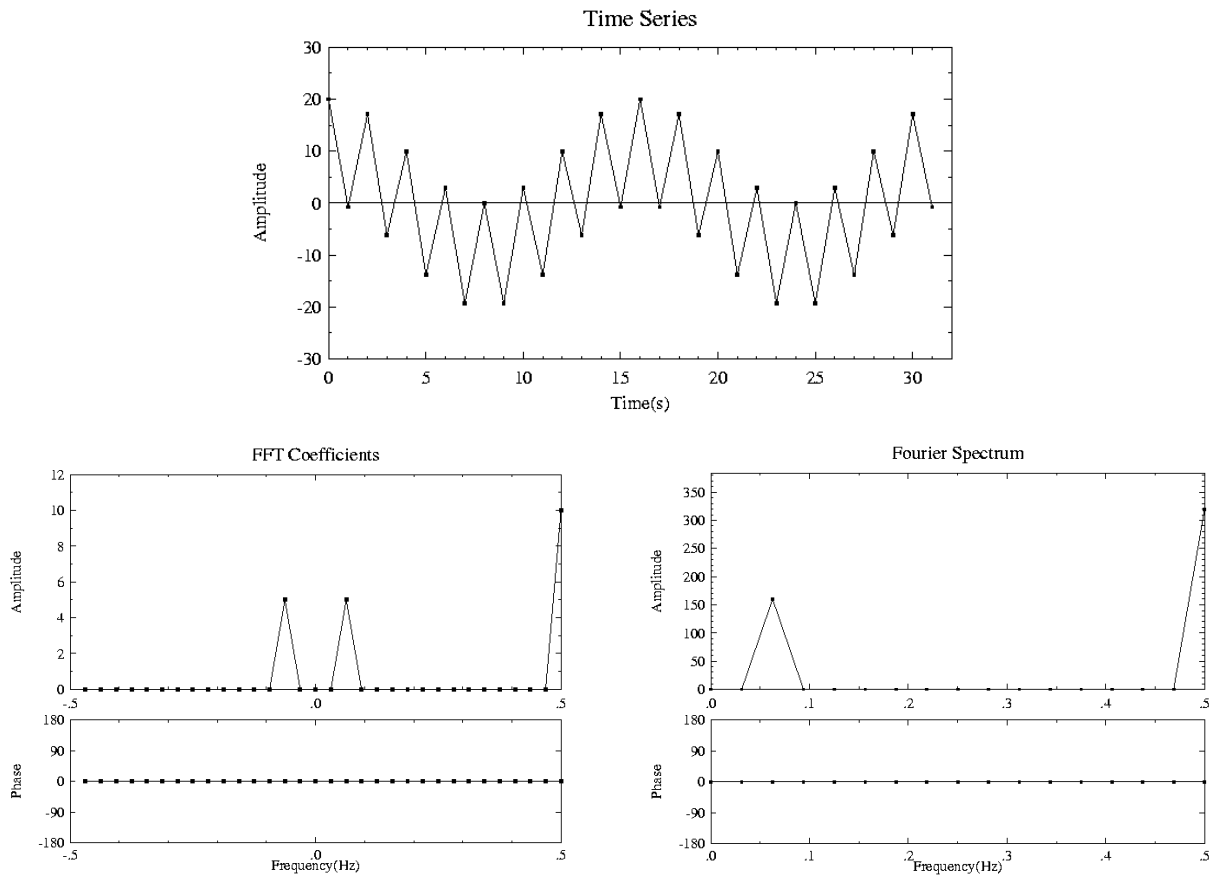 Time Series
30
20
10
0
-10
-20
-30
Amplitude
0 5 10 15 20 25 30
Time(s)
FFT Coefficients
12
10
8
6
4
2
0
Amplitude
-.5 .0 .5
180
90
0
-90
-180
Phase
-.5 .0 .5
Frequency(Hz)
Fourier Spectrum
350
300
250
200
150
100
50
0
Amplitude
.0 .1 .2 .3 .4 .5
180
90
0
-90
-180
Phase
.0 .1 .2 .3 .4 .5
Frequency(Hz)